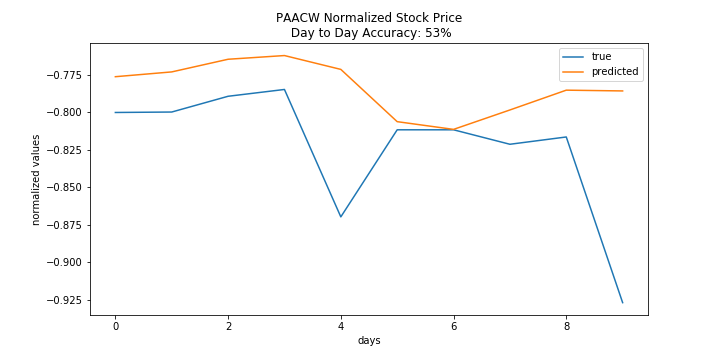 PAACW Normalized Stock Price
Day to Day Accuracy: 53%
true
predicted
normalized values
−0.775
−0.800
−0.825
−0.850
−0.875
−0.900
−0.925
0 2 4 6 8
days